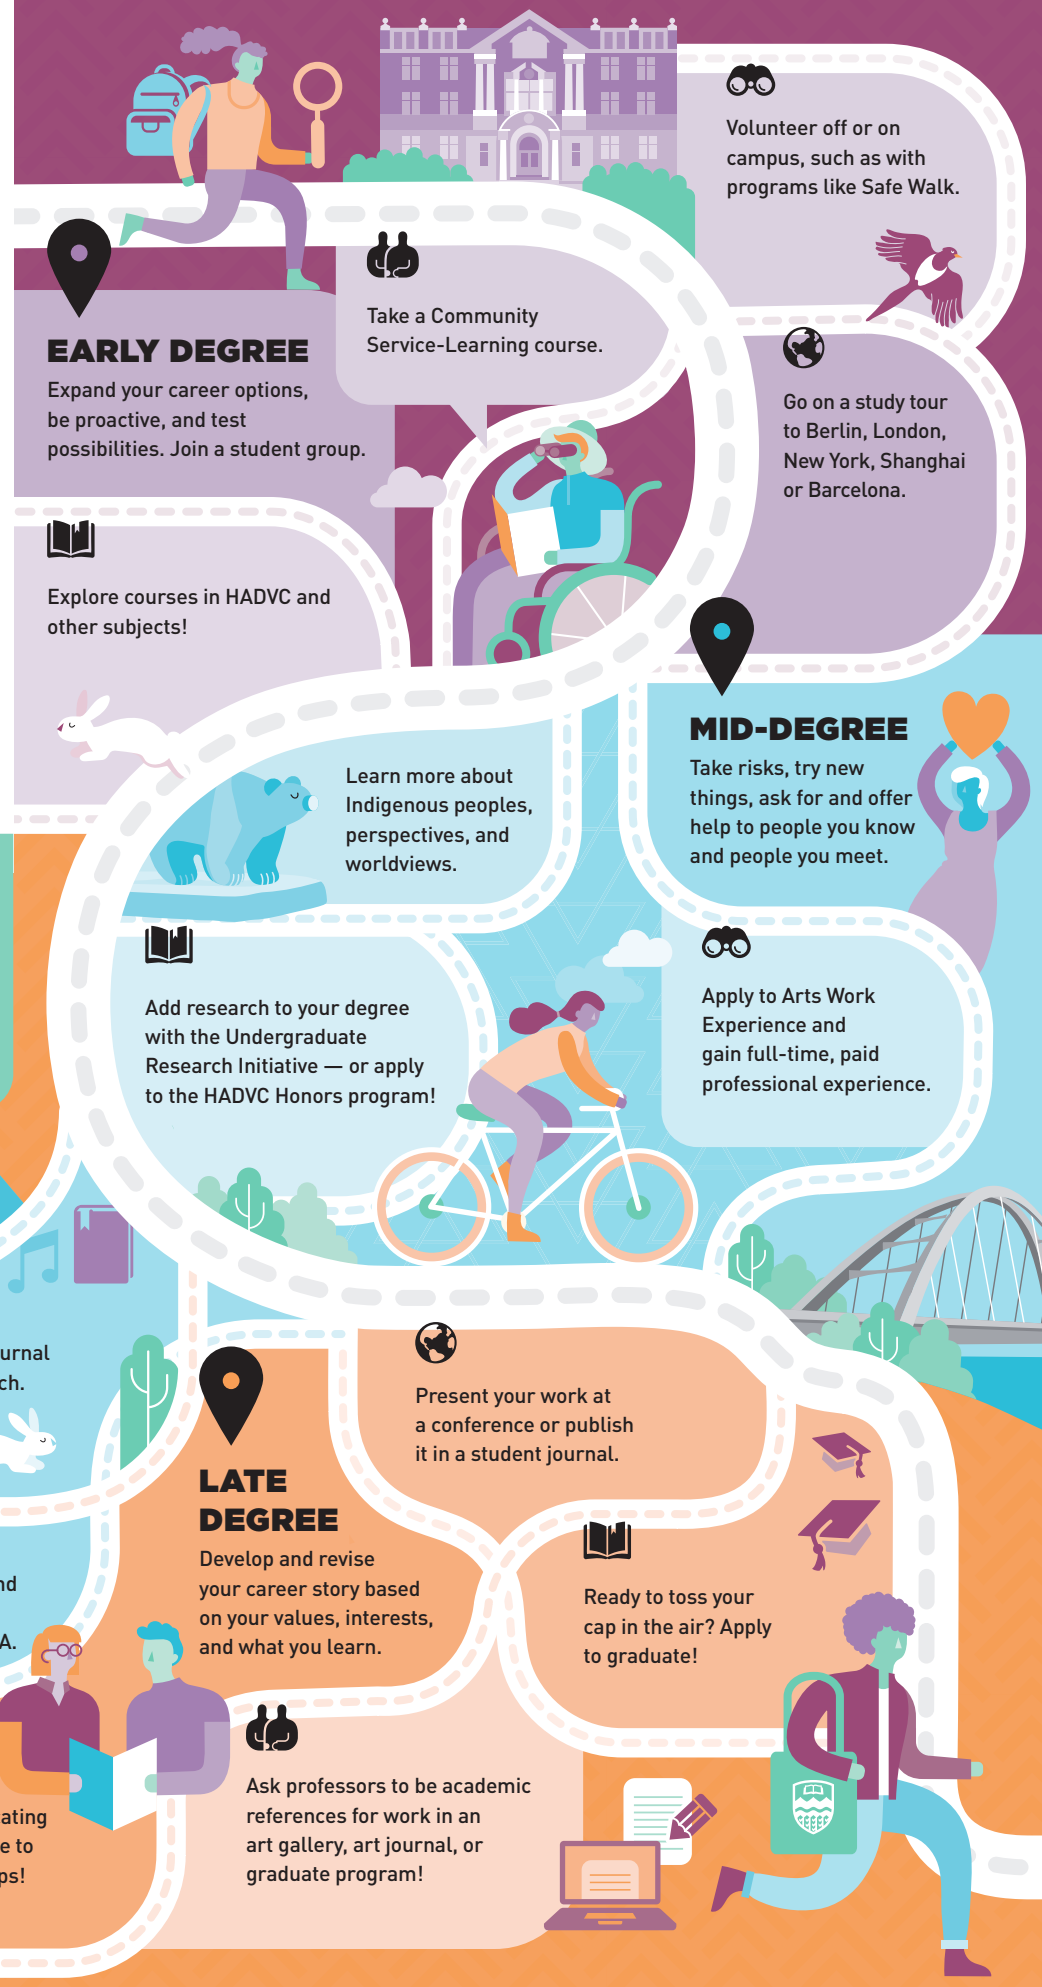 Volunteer off or on
campus, such as with
programs like Safe Walk.
Take a Community
Service-Learning course.
EARLY DEGREE
Expand your career options,
be proactive, and test
possibilities. Join a student group.
Go on a study tour
to Berlin, London,
New York, Shanghai
or Barcelona.
Explore courses in HADVC and
other subjects!
MID-DEGREE
Take risks, try new
things, ask for and offer
help to people you know
and people you meet.
Learn more about
Indigenous peoples,
perspectives, and
worldviews.
Add research to your degree
with the Undergraduate
Research Initiative — or apply
to the HADVC Honors program!
Apply to Arts Work
Experience and
gain full-time, paid
professional experience.
urnal
ch.
Present your work at
a conference or publish
it in a student journal.
LATE
DEGREE
Develop and revise
your career story based
on your values, interests,
and what you learn.
nd
A.
Ready to toss your
cap in the air? Apply
to graduate!
Ask professors to be academic
references for work in an
art gallery, art journal, or
graduate program!
ating
e to
ps!